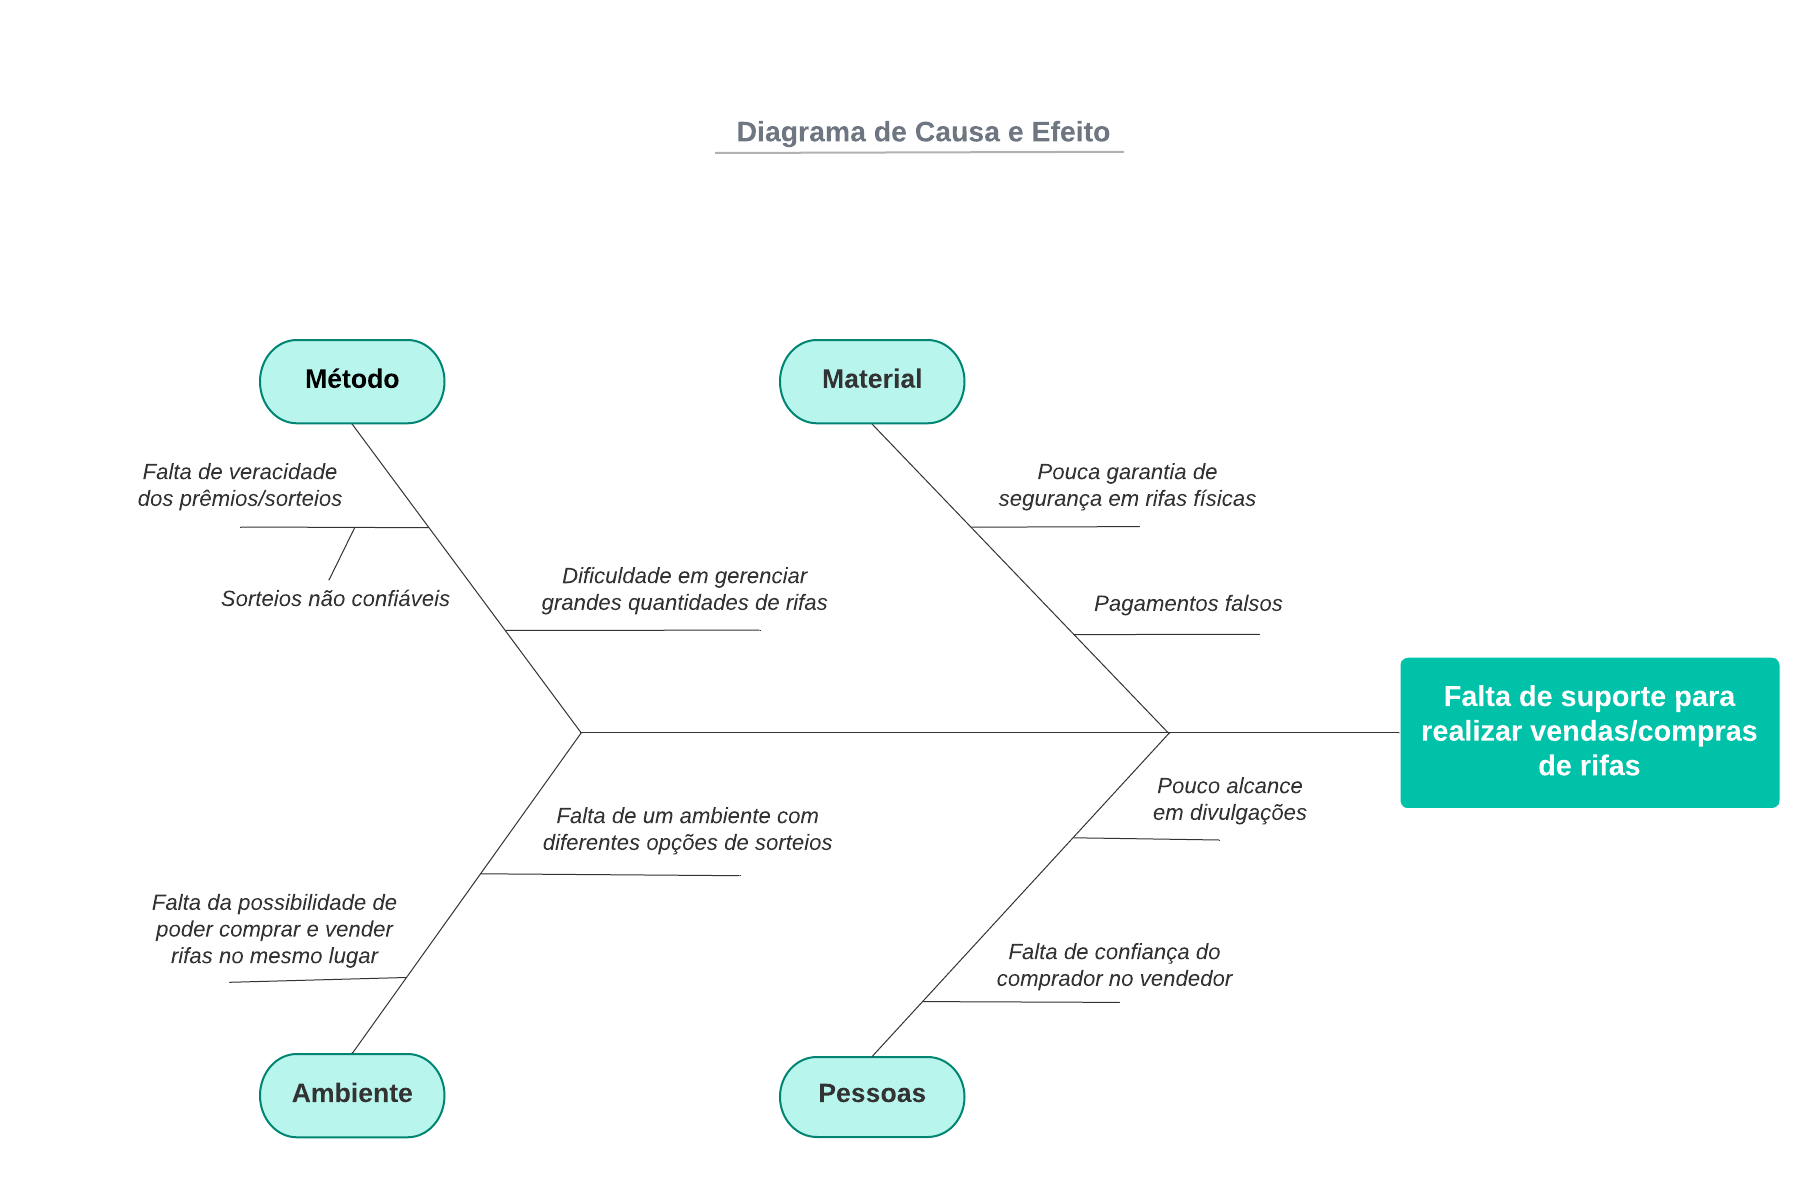 Diagrama de Causa e Efeito
Método
Material
Falta de veracidade
dos prêmios/sorteios
Pouca garantia de
segurança em rifas físicas
Sorteios não confiáveis
Dificuldade em gerenciar
grandes quantidades de rifas
Pagamentos falsos
Falta de suporte para
realizar vendas/compras
de rifas
Falta de um ambiente com
diferentes opções de sorteios
Pouco alcance
em divulgações
Falta da possibilidade de
poder comprar e vender
rifas no mesmo lugar
Falta de confiança do
comprador no vendedor
Ambiente
Pessoas